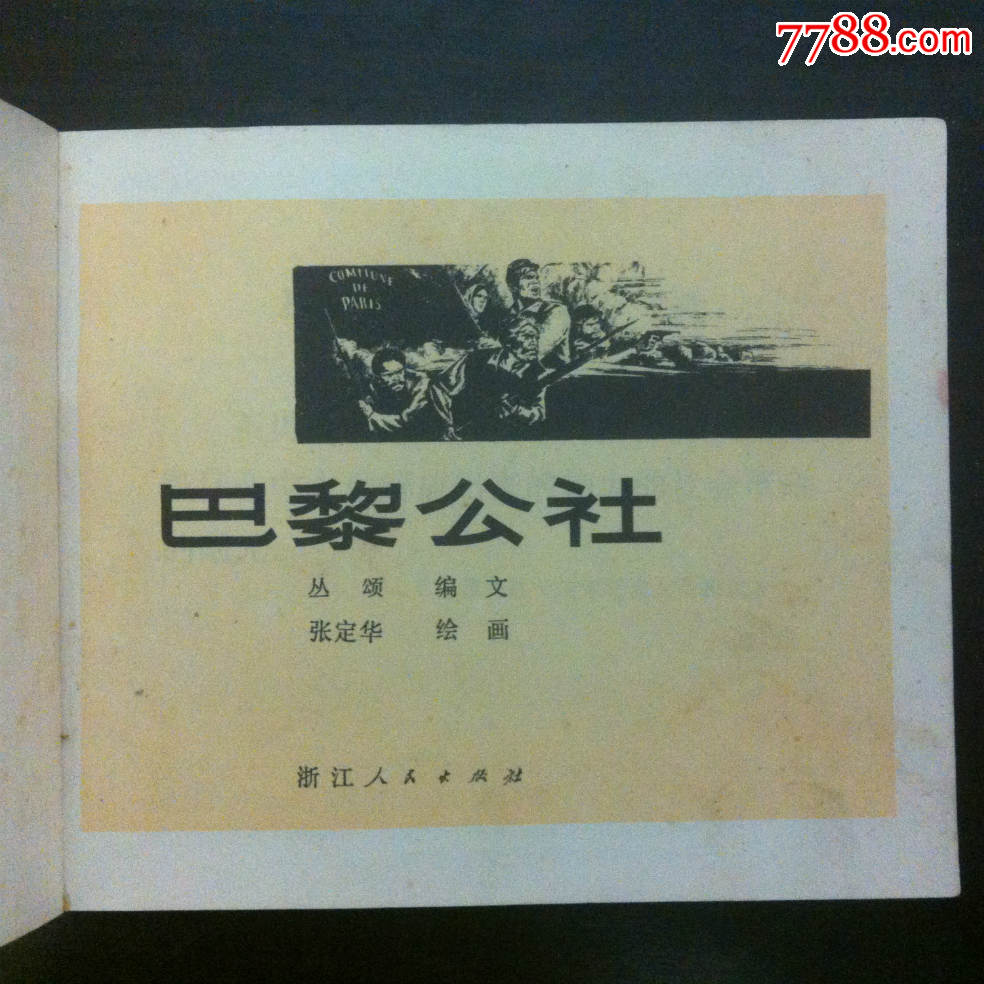 7788.com
COMMUNE
DE
PARIS
巴黎公社
丛颂 编文
张定华 绘画
浙江人民出版社